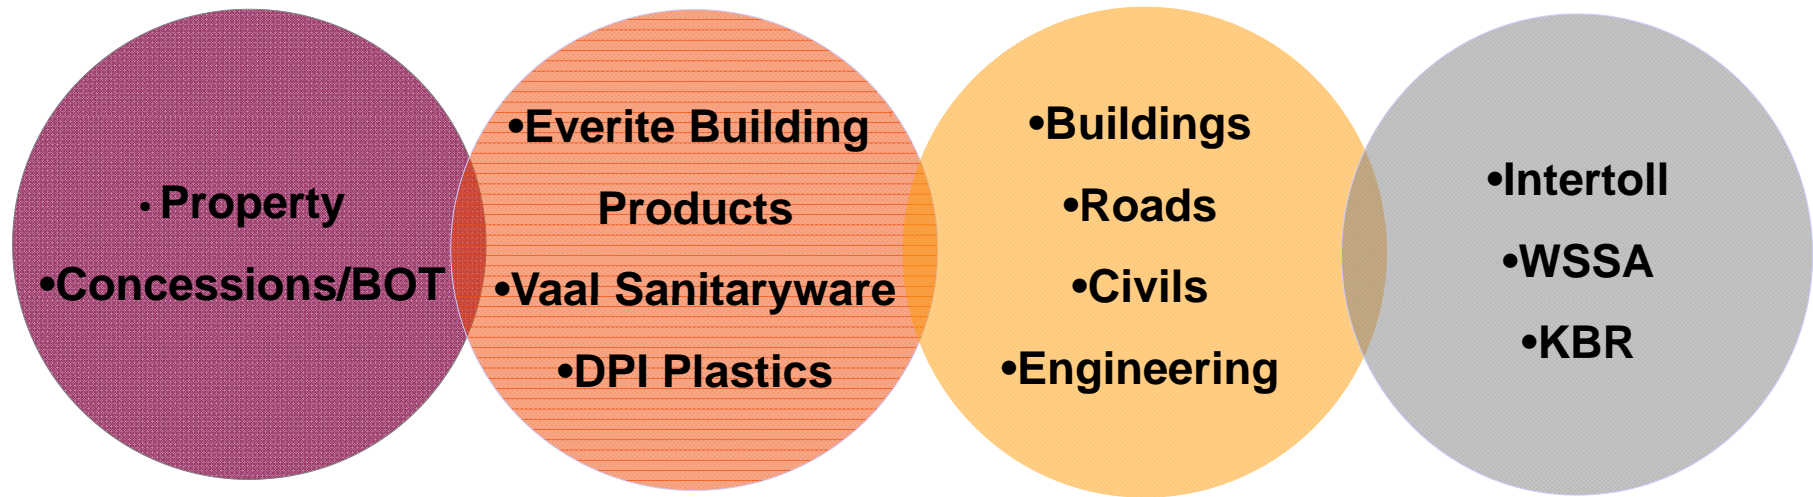 • Property
•Concessions/BOT
•Everite Building
Products
•Vaal Sanitaryware
•DPI Plastics
•Buildings
•Roads
•Civils
•Engineering
•Intertoll
•WSSA
•KBR